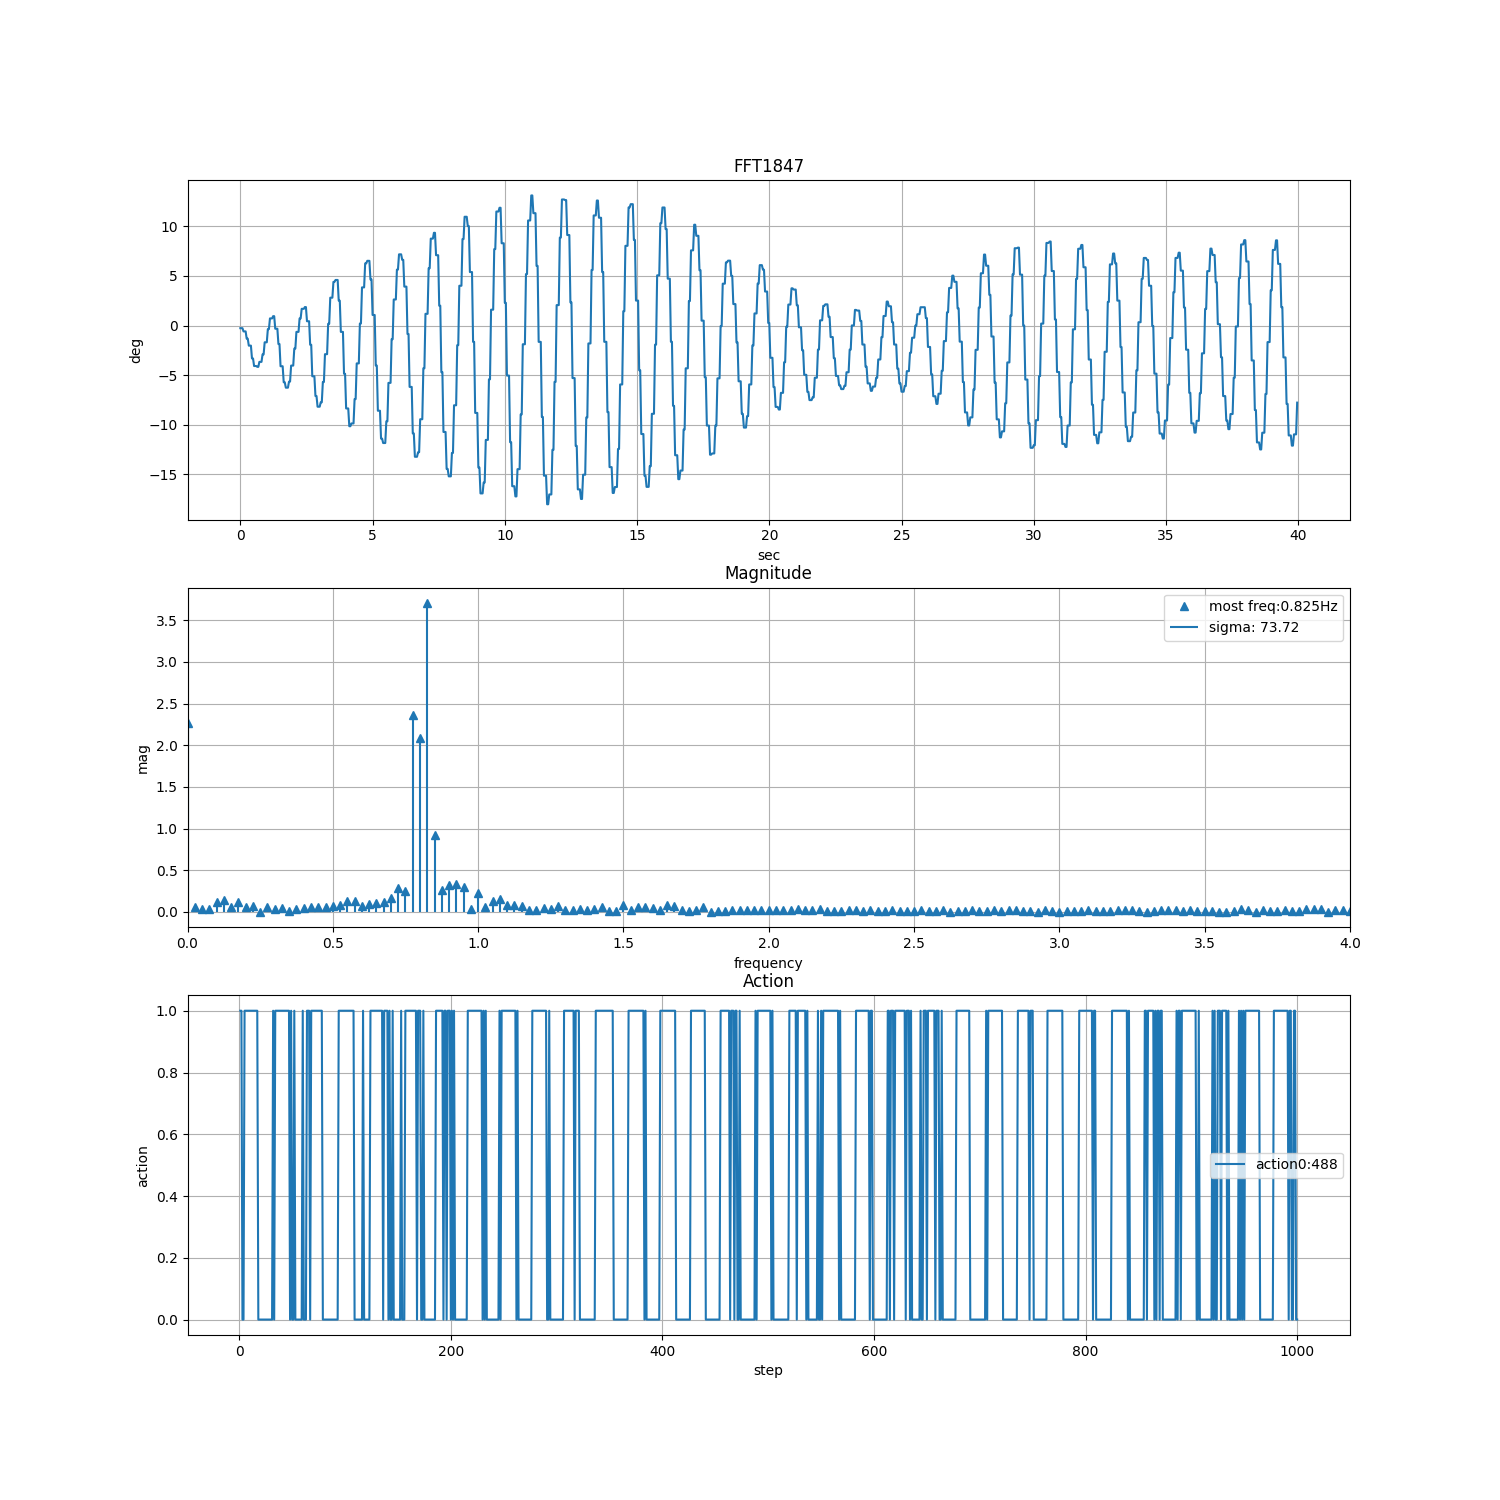 FFT1847
10
5
0
−5
−10
−15
deg
0 5 10 15 20 25 30 35 40
sec
Magnitude
most freq:0.825Hz
sigma: 73.72
3.5
3.0
2.5
2.0
1.5
1.0
0.5
0.0
mag
0.0 0.5 1.0 1.5 2.0 2.5 3.0 3.5 4.0
frequency
Action
1.0
0.8
0.6
0.4
0.2
0.0
action
action0:488
0 200 400 600 800 1000
step